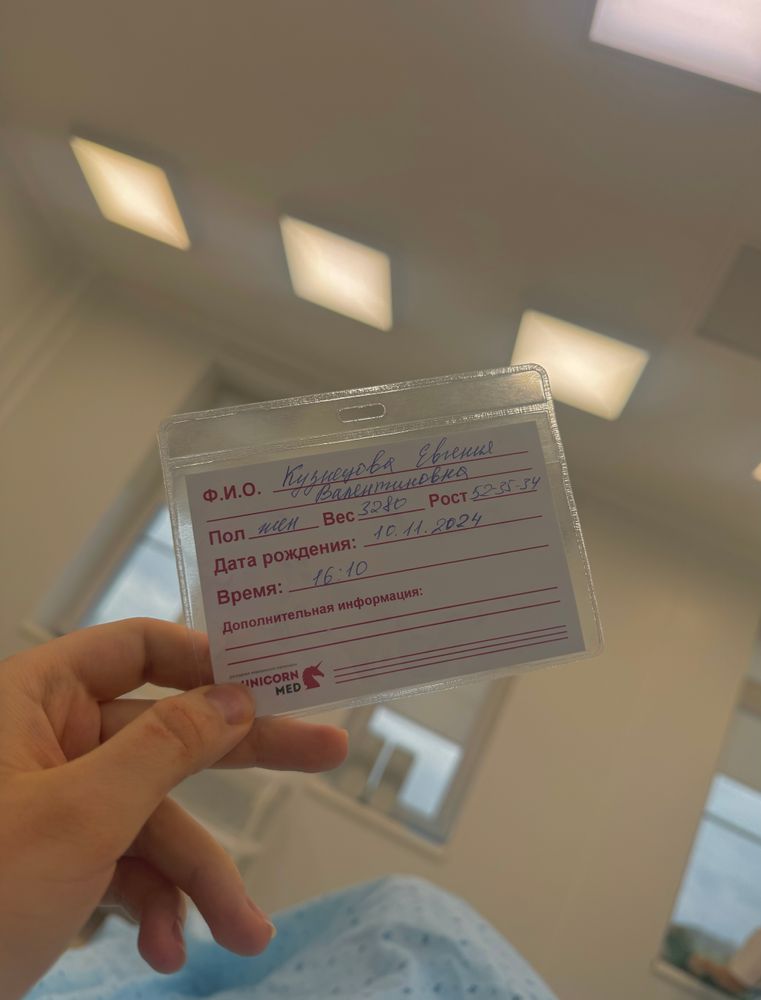 Ф.И.О. Кузнецова Евгения
Валентиновна
Пол жен Вес 3280 Рост 52-35-34
Дата рождения: 10.11.2024
Время: 16:10
Дополнительная информация:
UNICORN
MED